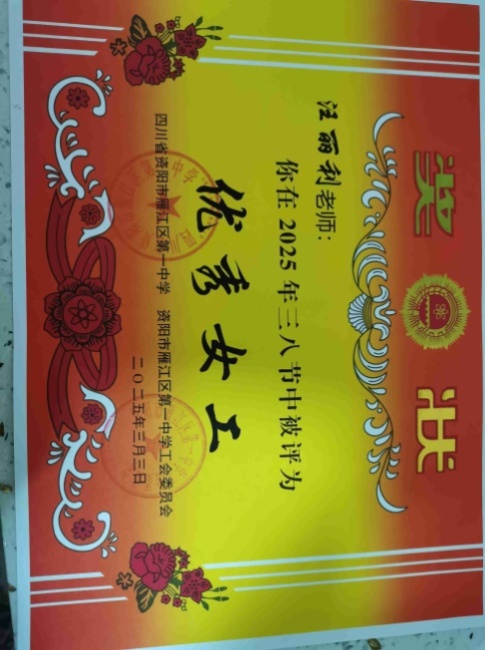 奖状
汪丽利老师：
你在2025年三八节中被评为
优秀女工
四川省资阳市雁江区第一中学 资阳市雁江区第一中学工会委员会
二〇二五年三月三日